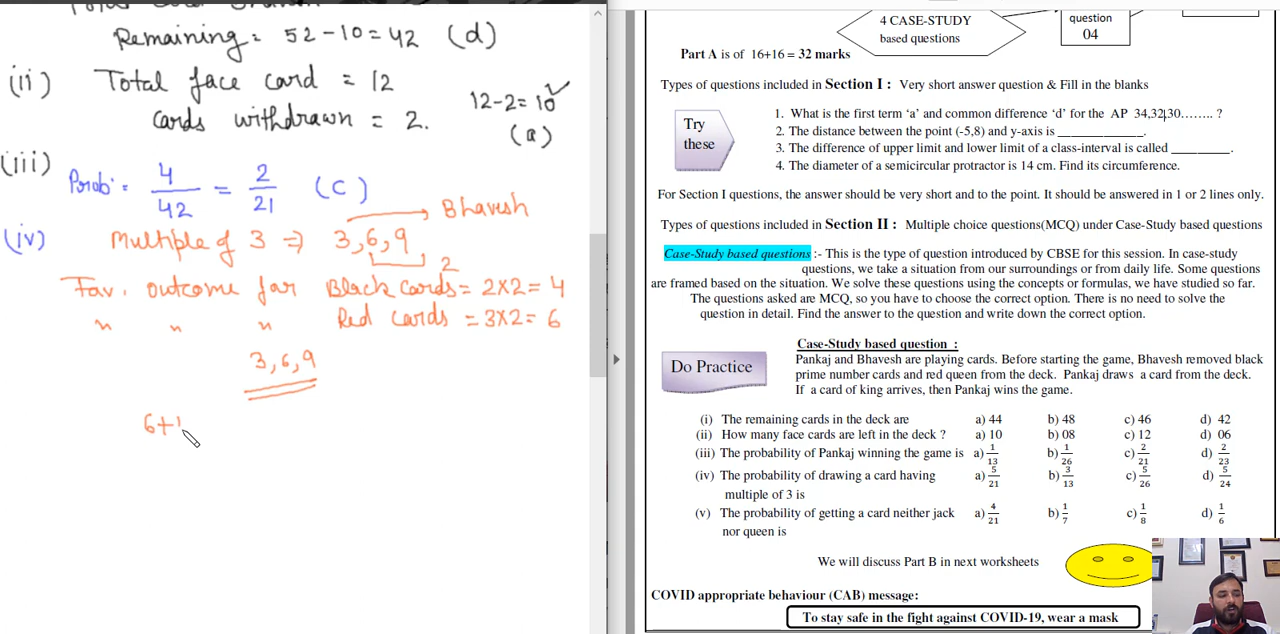 Remaining = 52-10=42 (d)
(ii) Total face card = 12
cards withdrawn = 2.
12-2=10
(a)
(iii) Prob. = 4/42 = 2/21 (C)
Bhavesh
(iv) Multiple of 3 ⇒ 3,6,9
2
Fav. outcome for Black cards = 2×2=4
" " " Red cards = 3×2=6
3,6,9
6+1
4 CASE-STUDY
based questions
question
04
Part A is of 16+16 = 32 marks
Types of questions included in Section I : Very short answer question & Fill in the blanks
Try
these
1. What is the first term ‘a’ and common difference ‘d’ for the AP 34,32,30…….. ?
2. The distance between the point (-5,8) and y-axis is ______________.
3. The difference of upper limit and lower limit of a class-interval is called _________.
4. The diameter of a semicircular protractor is 14 cm. Find its circumference.
For Section I questions, the answer should be very short and to the point. It should be answered in 1 or 2 lines only.
Types of questions included in Section II : Multiple choice questions(MCQ) under Case-Study based questions
Case-Study based questions :- This is the type of question introduced by CBSE for this session. In case-study
questions, we take a situation from our surroundings or from daily life. Some questions
are framed based on the situation. We solve these questions using the concepts or formulas, we have studied so far.
The questions asked are MCQ, so you have to choose the correct option. There is no need to solve the
question in detail. Find the answer to the question and write down the correct option.
Do Practice
Case-Study based question :
Pankaj and Bhavesh are playing cards. Before starting the game, Bhavesh removed black
prime number cards and red queen from the deck. Pankaj draws a card from the deck.
If a card of king arrives, then Pankaj wins the game.
(i) The remaining cards in the deck are a) 44 b) 48 c) 46 d) 42
(ii) How many face cards are left in the deck ? a) 10 b) 08 c) 12 d) 06
(iii) The probability of Pankaj winning the game is a) 1/13 b) 1/26 c) 2/21 d) 2/23
(iv) The probability of drawing a card having a) 5/21 b) 3/13 c) 5/26 d) 5/24
multiple of 3 is
(v) The probability of getting a card neither jack a) 4/21 b) 1/7 c) 1/8 d) 1/6
nor queen is
We will discuss Part B in next worksheets
COVID appropriate behaviour (CAB) message:
To stay safe in the fight against COVID-19, wear a mask